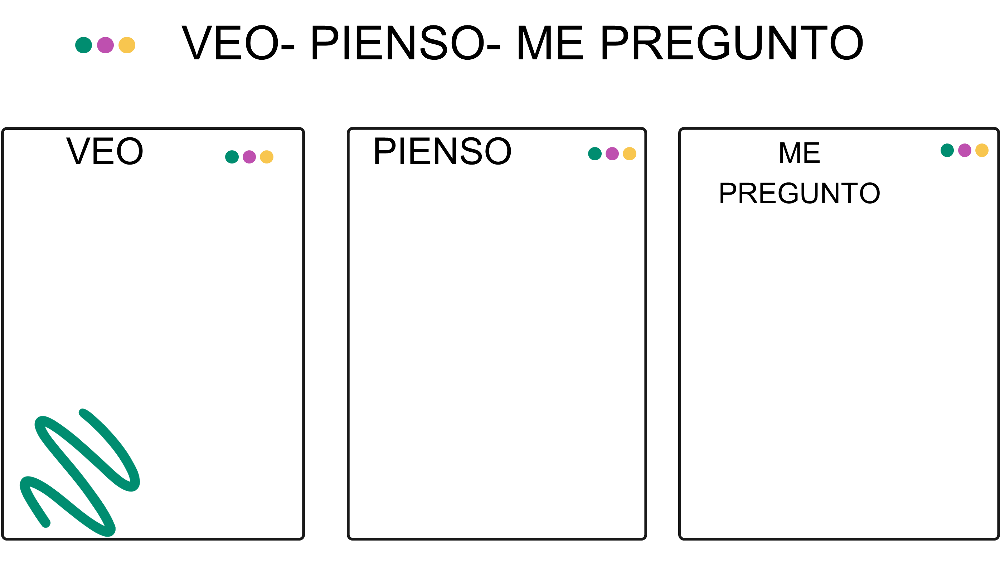 VEO- PIENSO- ME PREGUNTO
VEO
PIENSO
ME
PREGUNTO